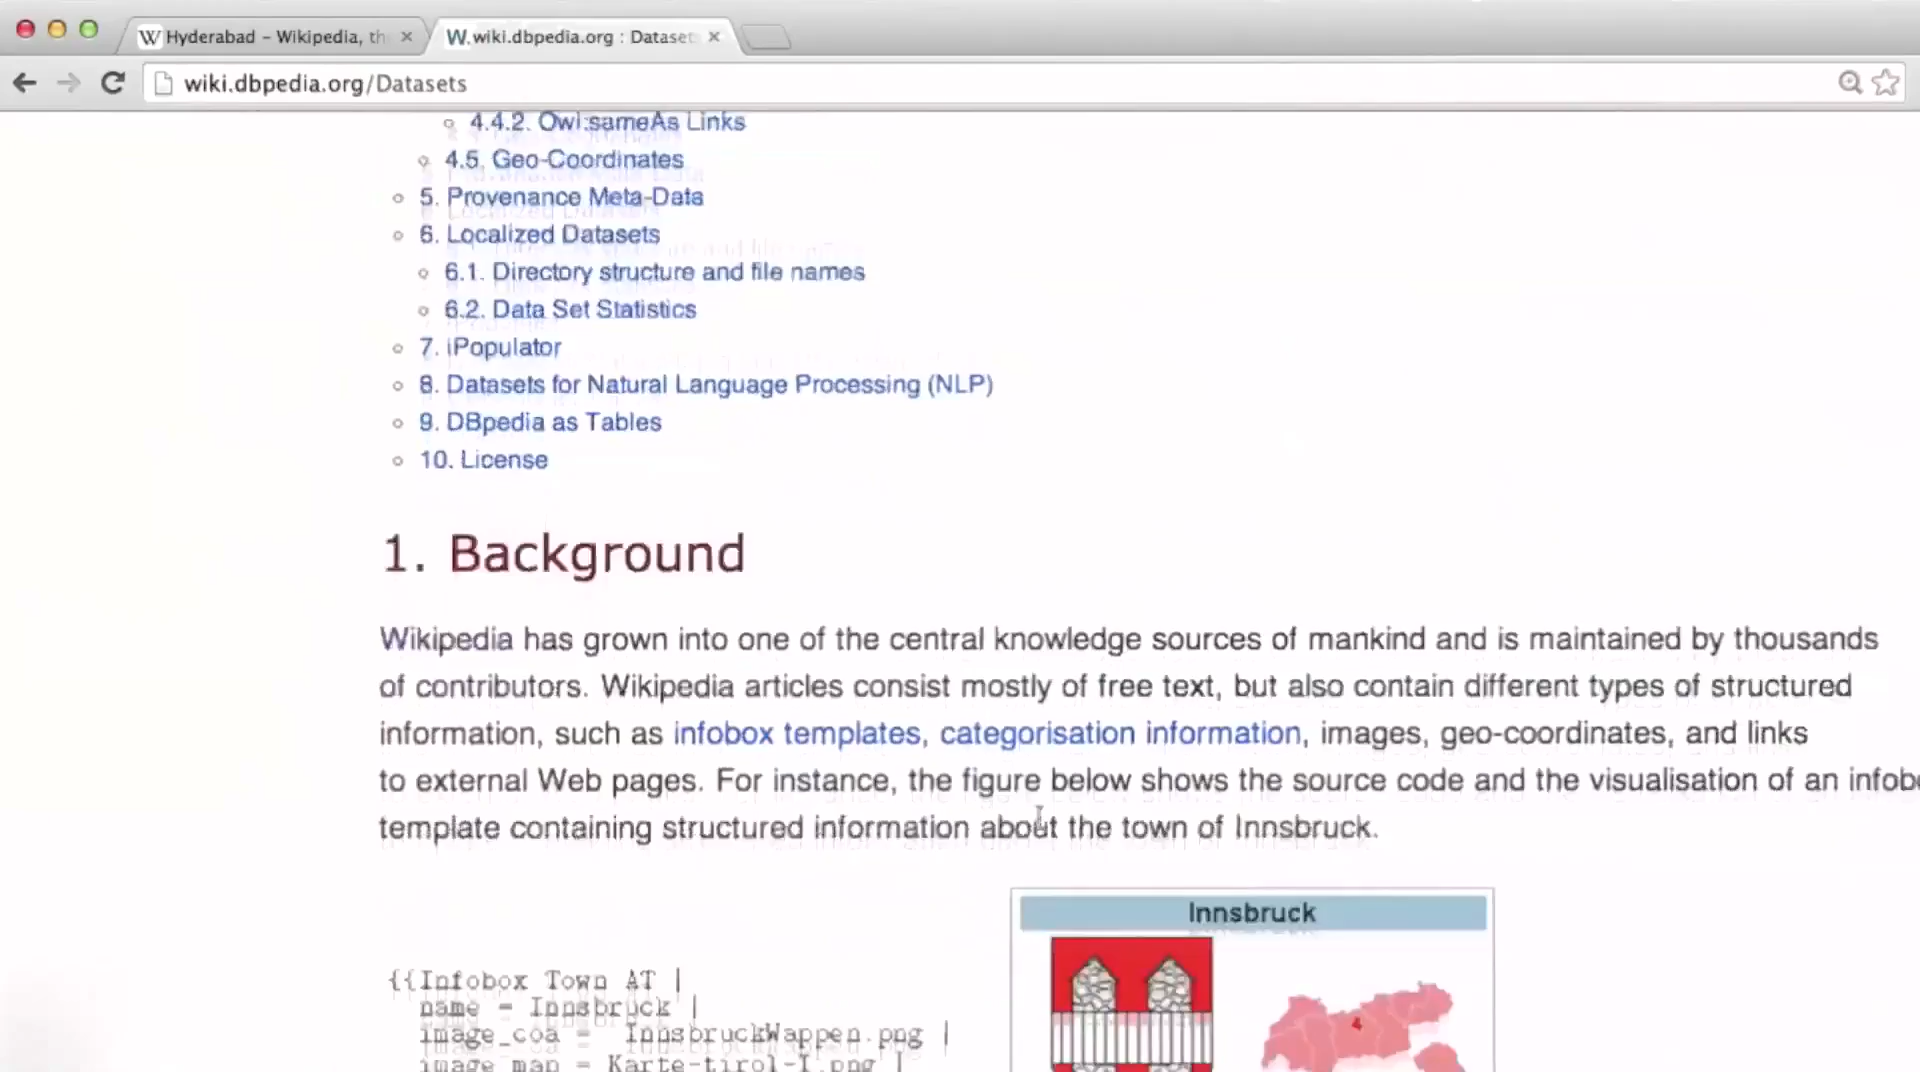 Hyderabad – Wikipedia, th
wiki.dbpedia.org : Dataset
wiki.dbpedia.org/Datasets
4.4.2. Owl:sameAs Links
4.5. Geo-Coordinates
5. Provenance Meta-Data
6. Localized Datasets
6.1. Directory structure and file names
6.2. Data Set Statistics
7. iPopulator
8. Datasets for Natural Language Processing (NLP)
9. DBpedia as Tables
10. License
1. Background
Wikipedia has grown into one of the central knowledge sources of mankind and is maintained by thousands
of contributors. Wikipedia articles consist mostly of free text, but also contain different types of structured
information, such as infobox templates, categorisation information, images, geo-coordinates, and links
to external Web pages. For instance, the figure below shows the source code and the visualisation of an infob
template containing structured information about the town of Innsbruck.
Innsbruck
4
{{Infobox Town AT |
name = Innsbruck |
image_coa = InnsbruckWappen.png |
image_map = Karte-tirol-I.png |